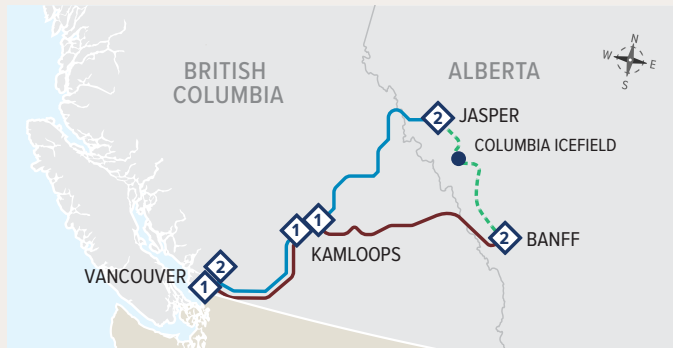 BRITISH
COLUMBIA
ALBERTA
N
W
E
S
2
JASPER
COLUMBIA ICEFIELD
1
1
KAMLOOPS
2
BANFF
VANCOUVER
2
1